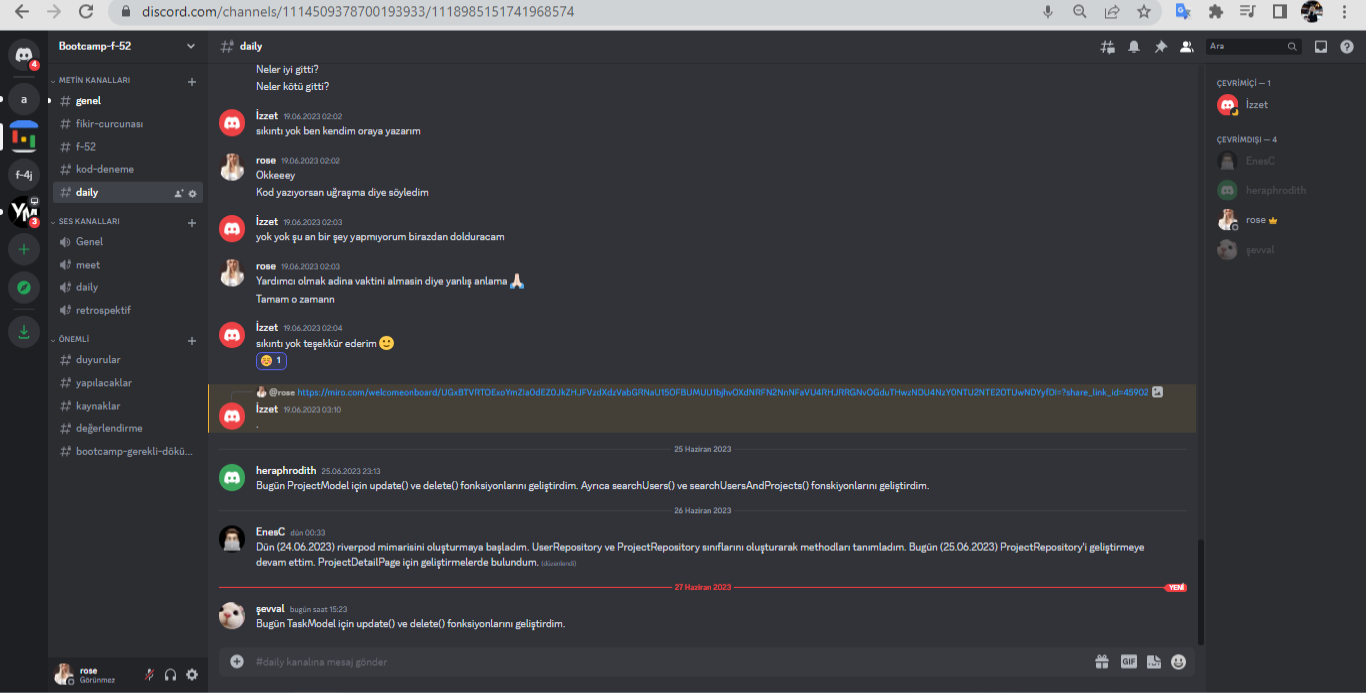 discord.com/channels/1114509378700193933/1118985151741968574
Bootcamp-f-52
daily
Ara
4
a
f-4j
3
METİN KANALLARI
genel
fikir-curcunası
f-52
kod-deneme
daily
SES KANALLARI
Genel
meet
daily
retrospektif
ÖNEMLİ
duyurular
yapılacaklar
kaynaklar
değerlendirme
bootcamp-gerekli-dökü...
rose
Görünmez
Neler iyi gitti?
Neler kötü gitti?
İzzet 19.06.2023 02:02
sıkıntı yok ben kendim oraya yazarım
rose 19.06.2023 02:02
Okkeeey
Kod yazıyorsan uğraşma diye söyledim
İzzet 19.06.2023 02:03
yok yok şu an bir şey yapmıyorum birazdan dolduracam
rose 19.06.2023 02:03
Yardımcı olmak adina vaktini almasin diye yanlış anlama 🙏🏻
Tamam o zamann
İzzet 19.06.2023 02:04
sıkıntı yok teşekkür ederim 🙂
1
@rose
İzzet 19.06.2023 03:10
.
25 Haziran 2023
heraphrodith 25.06.2023 23:13
Bugün ProjectModel için update() ve delete() fonksiyonlarını geliştirdim. Ayrıca searchUsers() ve searchUsersAndProjects() fonskiyonlarını geliştirdim.
26 Haziran 2023
EnesC dün 00:33
Dün (24.06.2023) riverpod mimarisini oluşturmaya başladım. UserRepository ve ProjectRepository sınıflarını oluşturarak methodları tanımladım. Bugün (25.06.2023) ProjectRepository'i geliştirmeye
devam ettim. ProjectDetailPage için geliştirmelerde bulundum. (düzenlendi)
27 Haziran 2023
YENİ
şevval bugün saat 15:23
Bugün TaskModel için update() ve delete() fonksiyonlarını geliştirdim.
#daily kanalına mesaj gönder
GIF
ÇEVRİMİÇİ — 1
İzzet
ÇEVRİMDIŞI — 4
EnesC
heraphrodith
rose
şevval